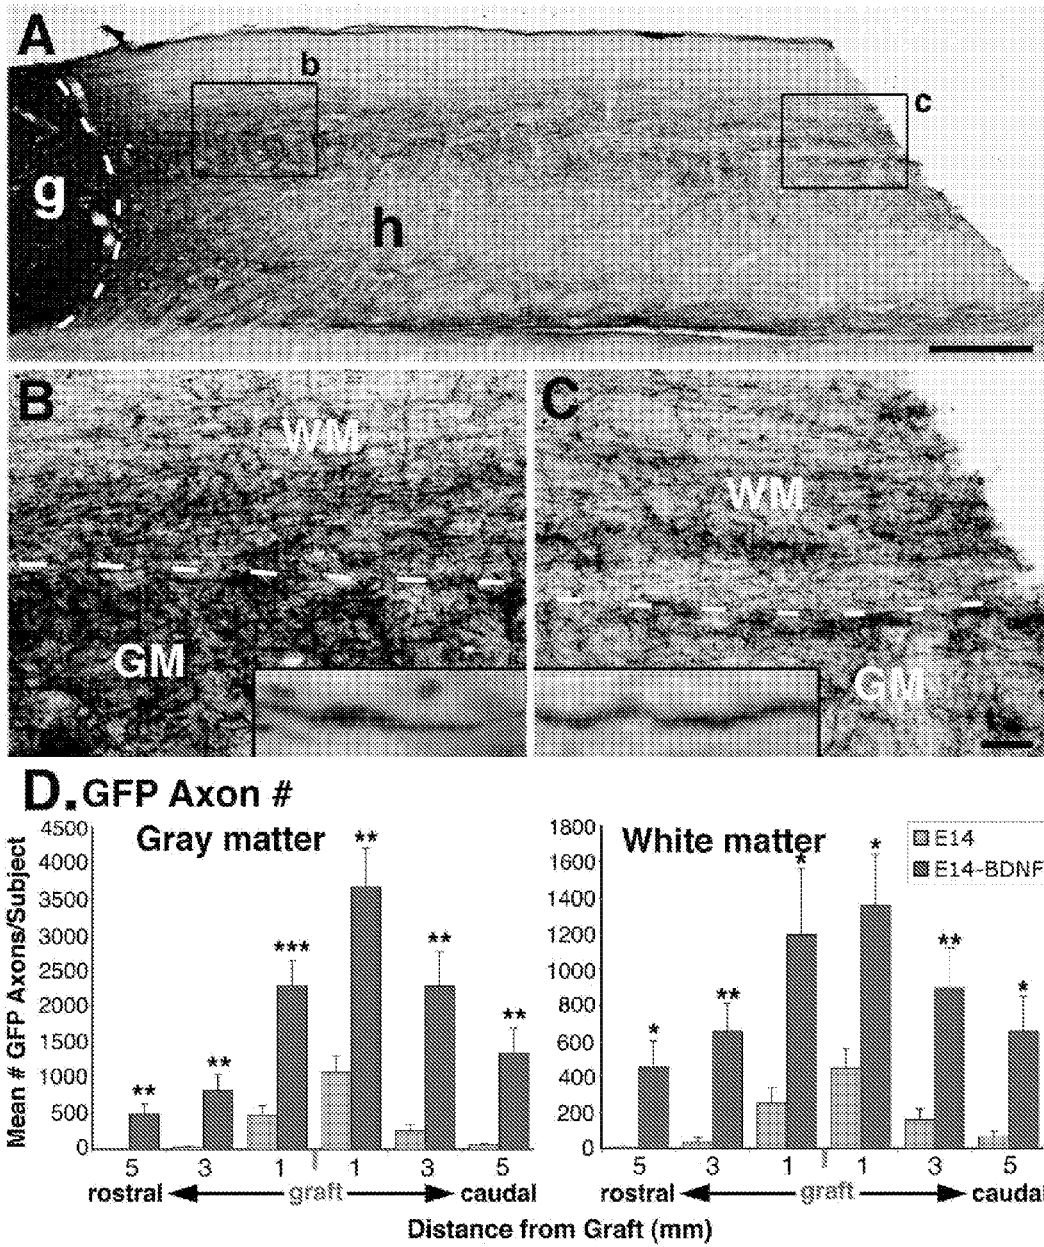 A
b
c
g
h
B
WM
GM
C
WM
GM
D. GFP Axon #
Mean # GFP Axons/Subject
Gray matter
4500
4000
3500
3000
2500
2000
1500
1000
500
0
** ** *** ** ** **
5 3 1 1 3 5
rostral graft caudal
White matter
1800
1600
1400
1200
1000
800
600
400
200
0
* ** * * ** *
E14
E14-BDNF
5 3 1 1 3 5
rostral graft caudal
Distance from Graft (mm)